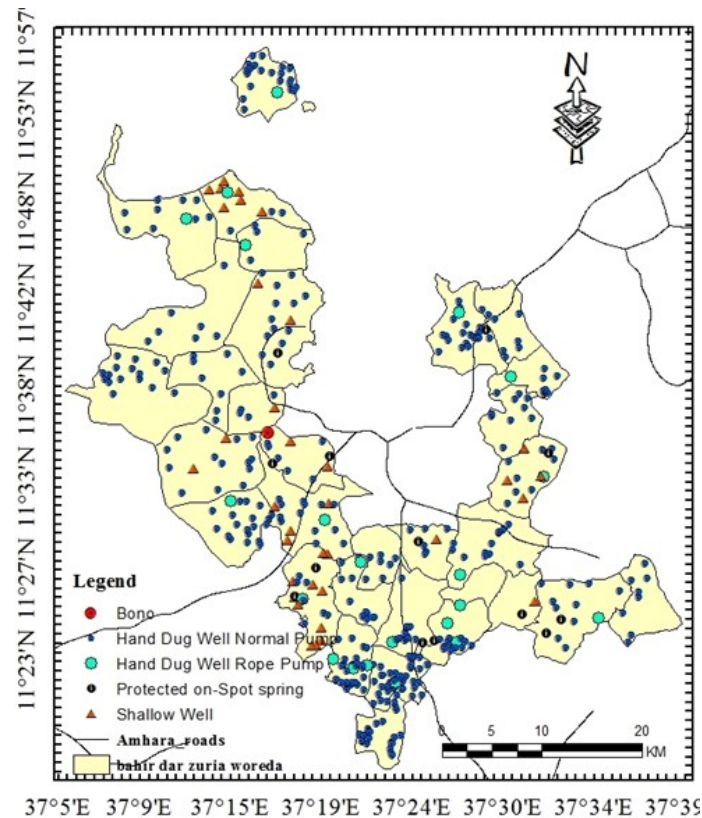 11°57
11°53'N
11°48'N
11°42'N
11°38'N
11°33'N
11°27'N
11°23'N
N
Legend
Bono
Hand Dug Well Normal Pump
Hand Dug Well Rope Pump
Protected on-Spot spring
Shallow Well
Amhara_roads
bahir dar zuria woreda
0 5 10 20
KM
37°5'E 37°9'E 37°15'E 37°19'E 37°24'E 37°30'E 37°34'E 37°39